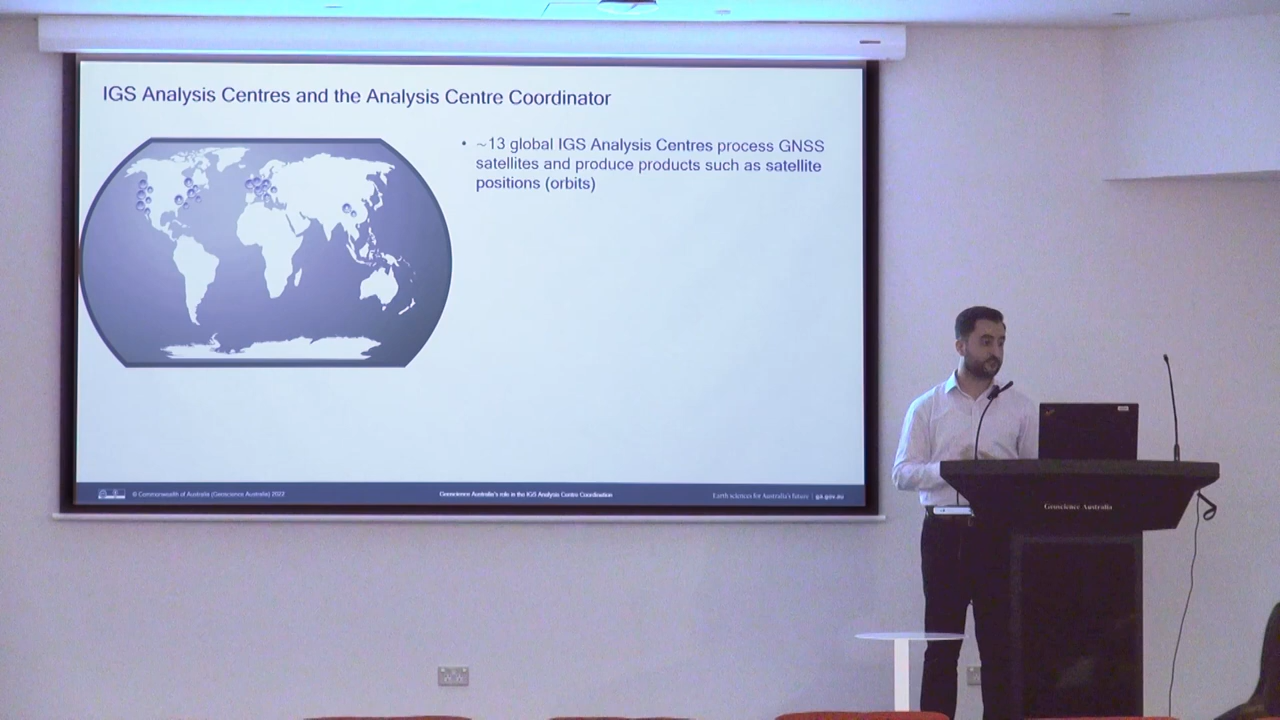 IGS Analysis Centres and the Analysis Centre Coordinator
• ~13 global IGS Analysis Centres process GNSS
satellites and produce products such as satellite
positions (orbits)
© Commonwealth of Australia (Geoscience Australia) 2022
Geoscience Australia's role in the IGS Analysis Centre Coordination
Earth sciences for Australia's future | ga.gov.au
Geoscience Australia